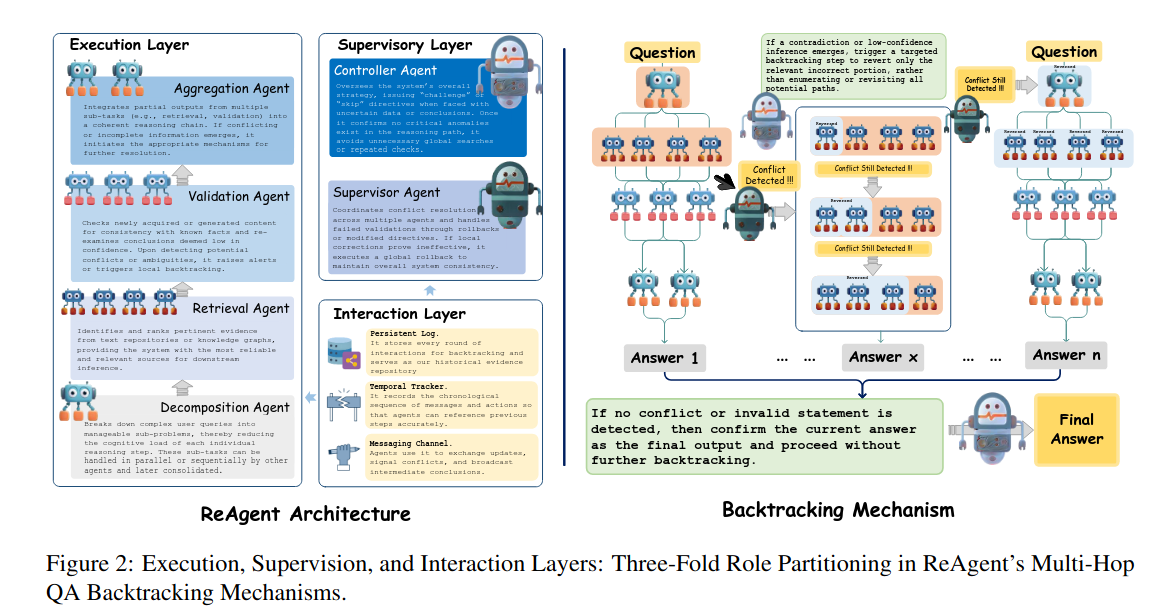 Execution Layer
Aggregation Agent
Integrates partial outputs from multiple
sub-tasks (e.g., retrieval, validation) into
a coherent reasoning chain. If conflicting
or incomplete information emerges, it
initiates the appropriate mechanisms for
further resolution.
Validation Agent
Checks newly acquired or generated content
for consistency with known facts and re-
examines conclusions deemed low in
confidence. Upon detecting potential
conflicts or ambiguities, it raises alerts
or triggers local backtracking.
Retrieval Agent
Identifies and ranks pertinent evidence
from text repositories or knowledge graphs,
providing the system with the most reliable
and relevant sources for downstream
inference.
Decomposition Agent
Breaks down complex user queries into
manageable sub-problems, thereby reducing
the cognitive load of each individual
reasoning step. These sub-tasks can be
handled in parallel or sequentially by other
agents and later consolidated.
Supervisory Layer
Controller Agent
Oversees the system's overall
strategy, issuing "challenge" or
"skip" directives when faced with
uncertain data or conclusions. Once
it confirms no critical anomalies
exist in the reasoning path, it
avoids unnecessary global searches
or repeated checks.
Supervisor Agent
Coordinates conflict resolution
across multiple agents and handles
failed validations through rollbacks
or modified directives. If local
corrections prove ineffective, it
executes a global rollback to
maintain overall system consistency.
Interaction Layer
Persistent Log.
It stores every round of
interactions for backtracking and
serves as our historical evidence
repository
Temporal Tracker.
It records the chronological
sequence of messages and actions so
that agents can reference previous
steps accurately.
Messaging Channel.
Agents use it to exchange updates,
signal conflicts, and broadcast
intermediate conclusions.
ReAgent Architecture
Question
If a contradiction or low-confidence
inference emerges, trigger a targeted
backtracking step to revert only the
relevant incorrect portion, rather
than enumerating or revisiting all
potential paths.
Conflict Still
Detected !!!
Question
Reversed
Reversed
Conflict Still Detected !!!
Reversed
Conflict Still Detected !!!
Reversed
Conflict
Detected !!!
Reversed Reversed Reversed Reversed
Answer 1
... ...
Answer x
... ...
Answer n
If no conflict or invalid statement is
detected, then confirm the current answer
as the final output and proceed without
further backtracking.
Final
Answer
Backtracking Mechanism
Figure 2: Execution, Supervision, and Interaction Layers: Three-Fold Role Partitioning in ReAgent's Multi-Hop
QA Backtracking Mechanisms.